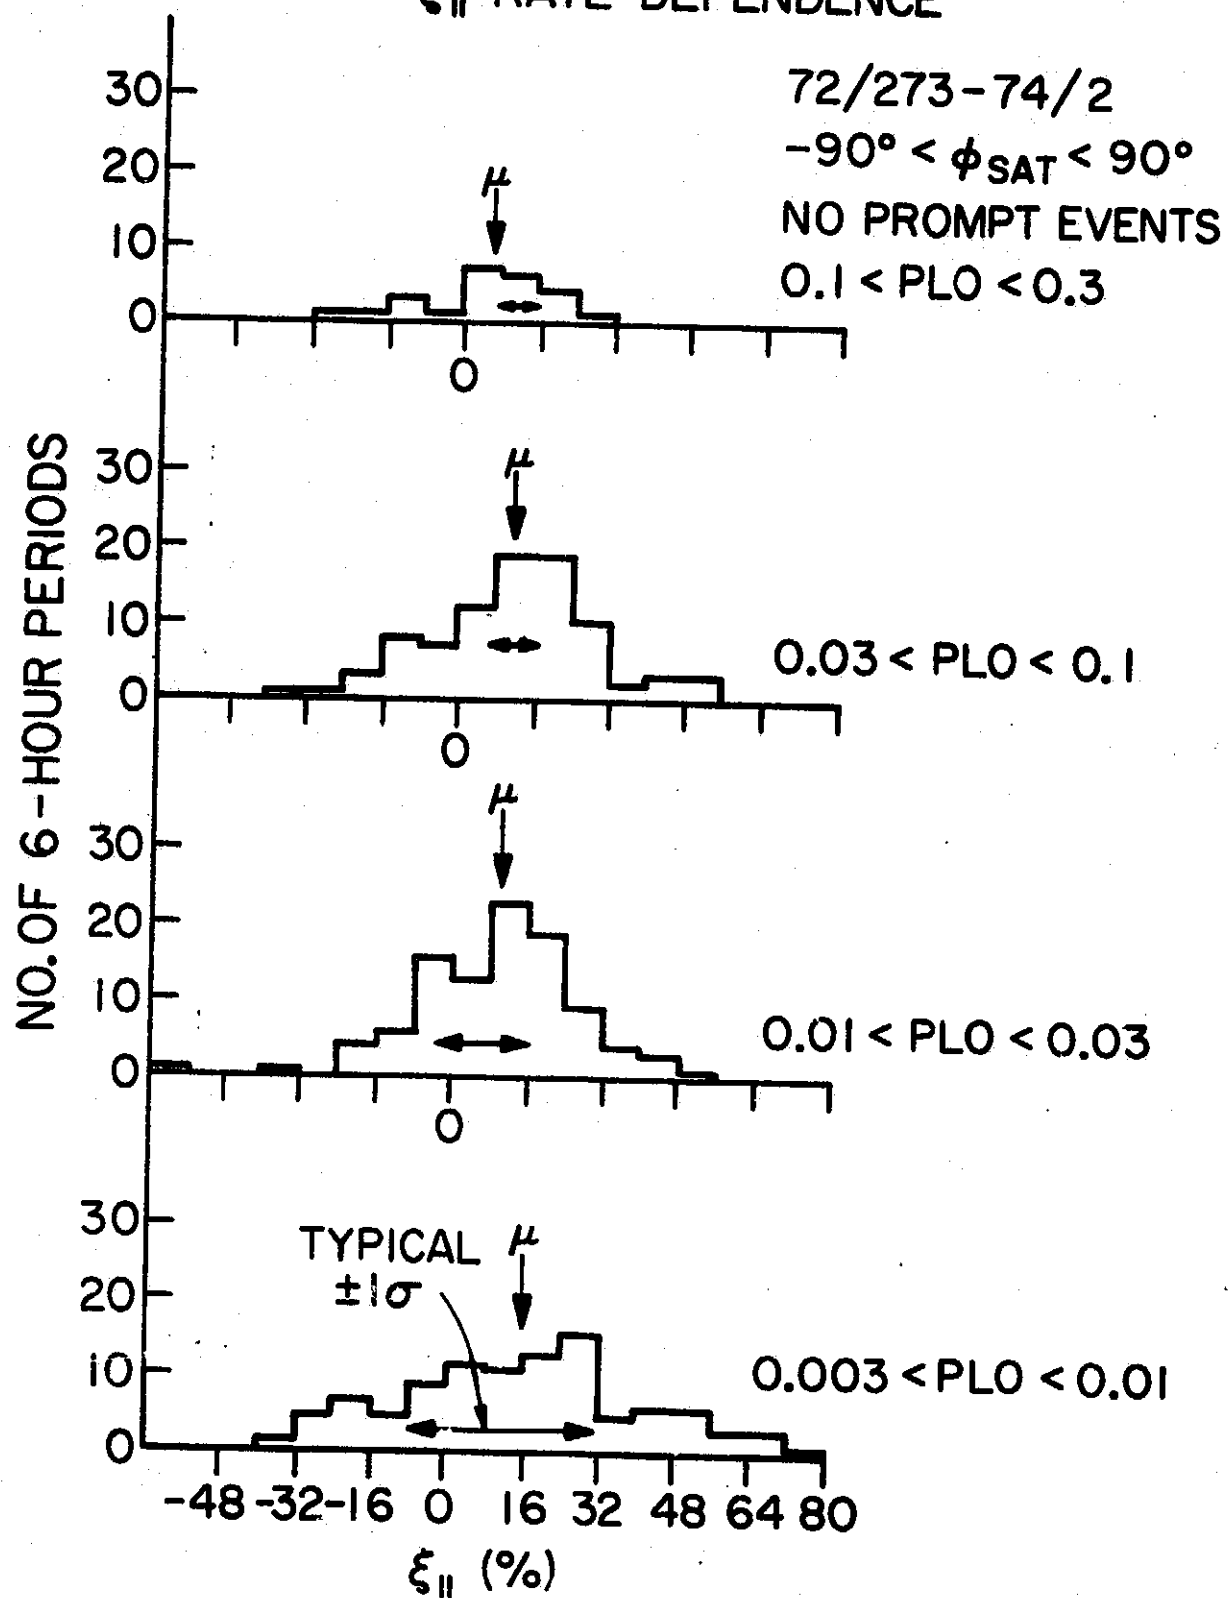 ξ|| RATE DEPENDENCE
72/273-74/2
-90° < ϕSAT < 90°
NO PROMPT EVENTS
0.1 < PLO < 0.3
30
20
10
0
μ
0
NO. OF 6-HOUR PERIODS
30
20
10
0
μ
0.03 < PLO < 0.1
0
30
20
10
0
μ
0.01 < PLO < 0.03
0
30
20
10
0
TYPICAL
±1σ
μ
0.003 < PLO < 0.01
-48 -32 -16 0 16 32 48 64 80
ξ|| (%)